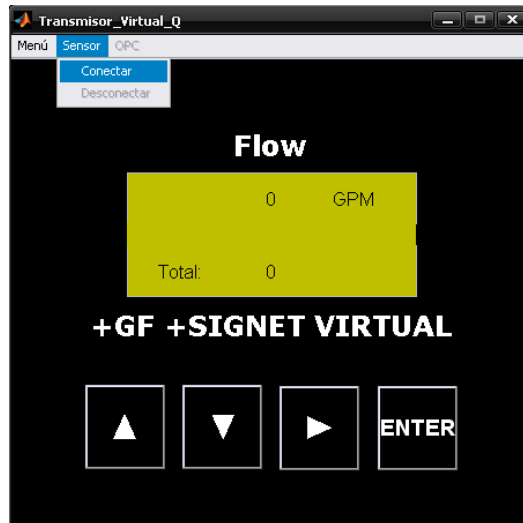 Transmisor_Virtual_Q
Menú Sensor OPC
Conectar
Desconectar
Flow
0 GPM
Total: 0
+GF +SIGNET VIRTUAL
ENTER